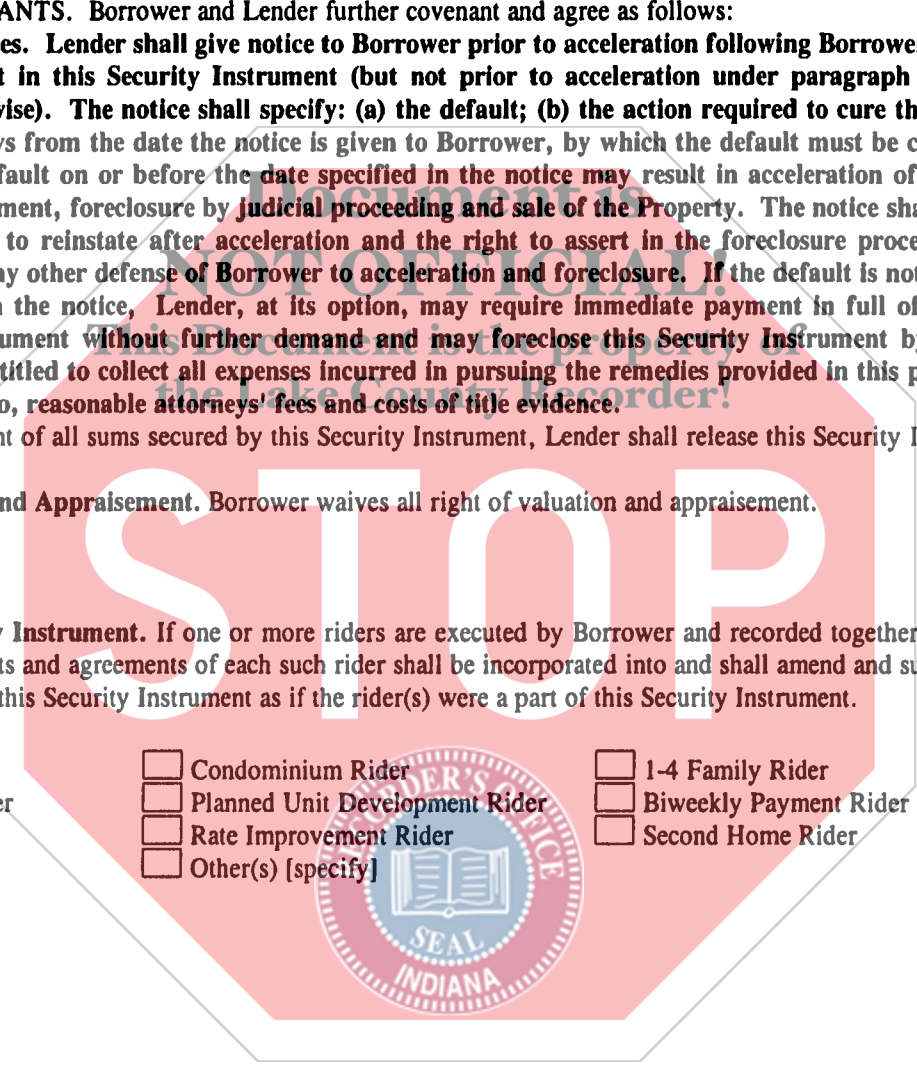 ANTS. Borrower and Lender further covenant and agree as follows:
es. Lender shall give notice to Borrower prior to acceleration following Borrowe
t in this Security Instrument (but not prior to acceleration under paragraph
vise). The notice shall specify: (a) the default; (b) the action required to cure th
ys from the date the notice is given to Borrower, by which the default must be c
fault on or before the date specified in the notice may result in acceleration of
Document is
ment, foreclosure by judicial proceeding and sale of the Property. The notice sha
to reinstate after acceleration and the right to assert in the foreclosure proce
NOT OFFICIAL!
ny other defense of Borrower to acceleration and foreclosure. If the default is not
n the notice, Lender, at its option, may require immediate payment in full of
This Document is the property of
ument without further demand and may foreclose this Security Instrument b
titled to collect all expenses incurred in pursuing the remedies provided in this p
the Lake County Recorder!
o, reasonable attorneys' fees and costs of title evidence.
nt of all sums secured by this Security Instrument, Lender shall release this Security I
nd Appraisement. Borrower waives all right of valuation and appraisement.
STOP
y Instrument. If one or more riders are executed by Borrower and recorded together
ts and agreements of each such rider shall be incorporated into and shall amend and su
this Security Instrument as if the rider(s) were a part of this Security Instrument.
Condominium Rider 1-4 Family Rider
er Planned Unit Development Rider Biweekly Payment Rider
Rate Improvement Rider Second Home Rider
Other(s) [specify]
RECORDER'S OFFICE
SEAL
INDIANA